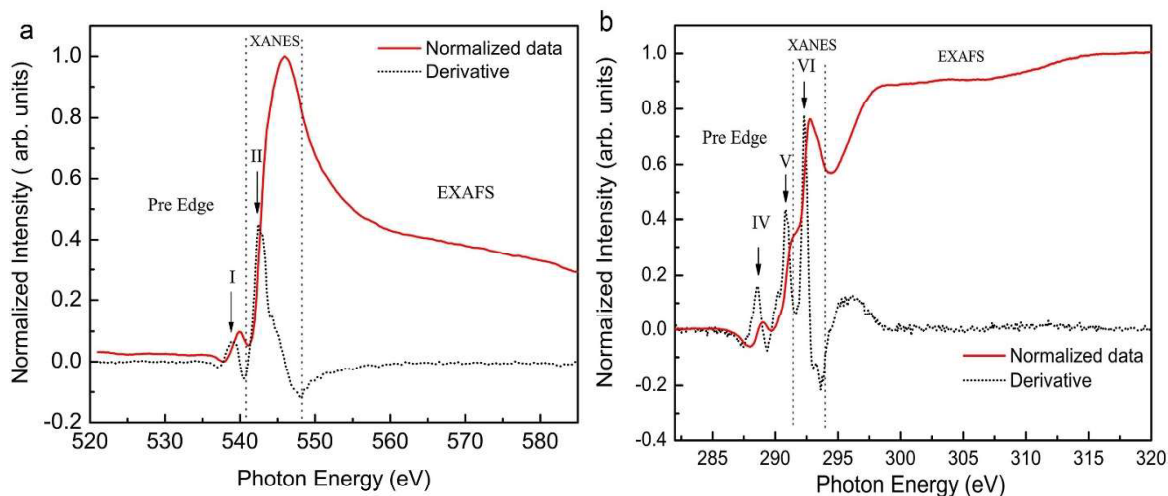 a
XANES
Normalized data
Derivative
II
Pre Edge
EXAFS
I
Normalized Intensity ( arb. units)
1.0
0.8
0.6
0.4
0.2
0.0
-0.2
520 530 540 550 560 570 580
Photon Energy (eV)
b
XANES
VI
EXAFS
Pre Edge
V
IV
Normalized data
Derivative
Normalized Intensity (arb. units)
1.0
0.8
0.6
0.4
0.2
0.0
-0.2
-0.4
285 290 295 300 305 310 315 320
Photon Energy (eV)